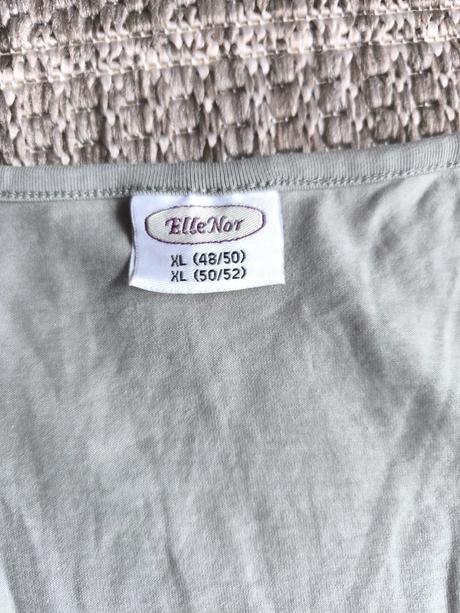 ElleNor
XL (48/50)
XL (50/52)